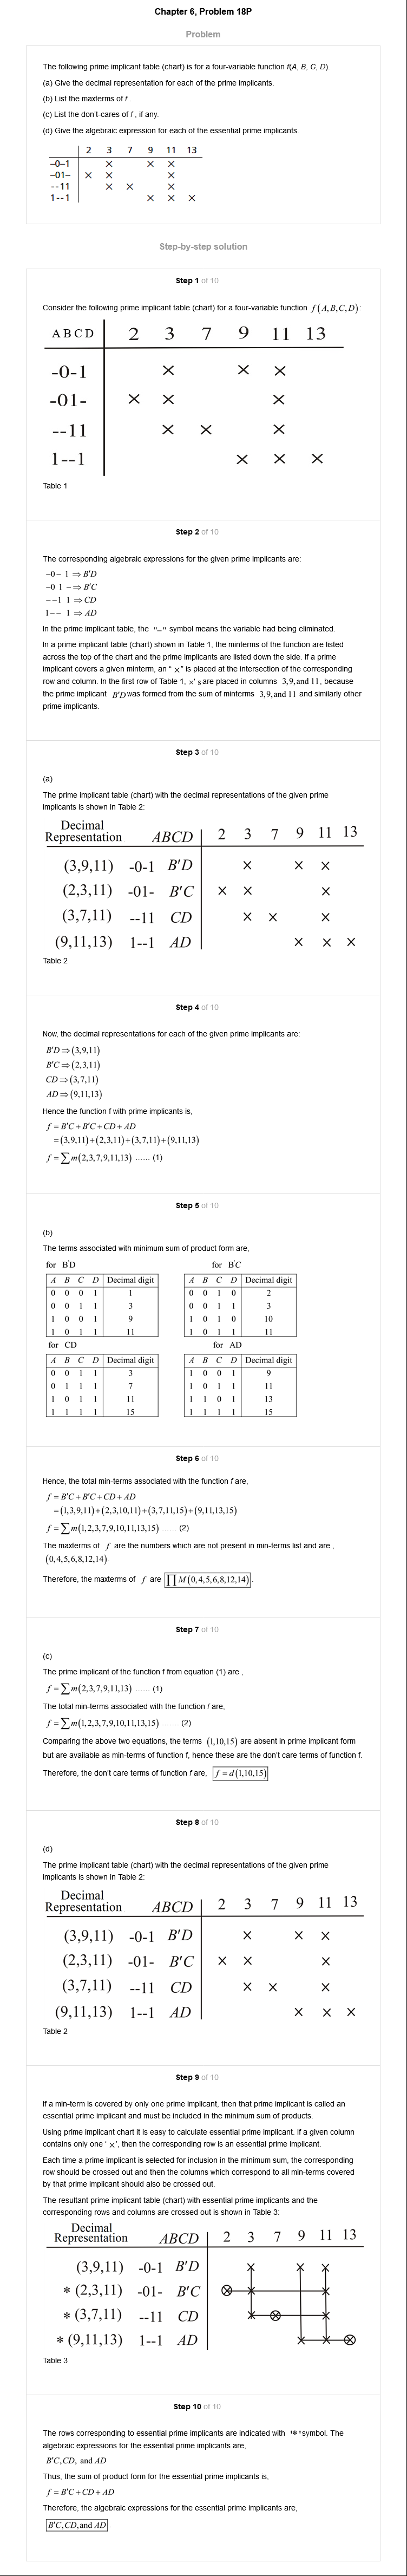 Chapter 6, Problem 18P
Problem
The following prime implicant table (chart) is for a four-variable function f(A, B, C, D).
(a) Give the decimal representation for each of the prime implicants.
(b) List the maxterms of f .
(c) List the don't-cares of f , if any.
(d) Give the algebraic expression for each of the essential prime implicants.
2 3 7 9 11 13
–0–1 × × ×
–01– × × ×
--11 × × ×
1--1 × × ×
Step-by-step solution
Step 1 of 10
Consider the following prime implicant table (chart) for a four-variable function f(A,B,C,D):
A B C D 2 3 7 9 11 13
-0-1 × × ×
-01- × × ×
--11 × × ×
1--1 × × ×
Table 1
Step 2 of 10
The corresponding algebraic expressions for the given prime implicants are:
−0− 1 ⇒ B′D
−0 1 − ⇒ B′C
−−1 1 ⇒ CD
1−− 1 ⇒ AD
In the prime implicant table, the "–" symbol means the variable had being eliminated.
In a prime implicant table (chart) shown in Table 1, the minterms of the function are listed
across the top of the chart and the prime implicants are listed down the side. If a prime
implicant covers a given minterm, an " × " is placed at the intersection of the corresponding
row and column. In the first row of Table 1, ×' s are placed in columns 3,9,and 11, because
the prime implicant B′D was formed from the sum of minterms 3,9,and 11 and similarly other
prime implicants.
Step 3 of 10
(a)
The prime implicant table (chart) with the decimal representations of the given prime
implicants is shown in Table 2:
Decimal
Representation ABCD 2 3 7 9 11 13
(3,9,11) -0-1 B′D × × ×
(2,3,11) -01- B′C × × ×
(3,7,11) --11 CD × × ×
(9,11,13) 1--1 AD × × ×
Table 2
Step 4 of 10
Now, the decimal representations for each of the given prime implicants are:
B′D ⇒ (3,9,11)
B′C ⇒ (2,3,11)
CD ⇒ (3,7,11)
AD ⇒ (9,11,13)
Hence the function f with prime implicants is,
f = B′C + B′C + CD + AD
= (3,9,11)+(2,3,11)+(3,7,11)+(9,11,13)
f = ∑m(2,3,7,9,11,13) ...... (1)
Step 5 of 10
(b)
The terms associated with minimum sum of product form are,
for B′D for B′C
A B C D Decimal digit A B C D Decimal digit
0 0 0 1 1 0 0 1 0 2
0 0 1 1 3 0 0 1 1 3
1 0 0 1 9 1 0 1 0 10
1 0 1 1 11 1 0 1 1 11
for CD for AD
A B C D Decimal digit A B C D Decimal digit
0 0 1 1 3 1 0 0 1 9
0 1 1 1 7 1 0 1 1 11
1 0 1 1 11 1 1 0 1 13
1 1 1 1 15 1 1 1 1 15
Step 6 of 10
Hence, the total min-terms associated with the function f are,
f = B′C + B′C + CD + AD
= (1,3,9,11)+(2,3,10,11)+(3,7,11,15)+(9,11,13,15)
f = ∑m(1,2,3,7,9,10,11,13,15) ...... (2)
The maxterms of f are the numbers which are not present in min-terms list and are ,
(0,4,5,6,8,12,14).
Therefore, the maxterms of f are ∏M(0,4,5,6,8,12,14).
Step 7 of 10
(c)
The prime implicant of the function f from equation (1) are ,
f = ∑m(2,3,7,9,11,13) ...... (1)
The total min-terms associated with the function f are,
f = ∑m(1,2,3,7,9,10,11,13,15) ....... (2)
Comparing the above two equations, the terms (1,10,15) are absent in prime implicant form
but are available as min-terms of function f, hence these are the don't care terms of function f.
Therefore, the don't care terms of function f are, f = d(1,10,15)
Step 8 of 10
(d)
The prime implicant table (chart) with the decimal representations of the given prime
implicants is shown in Table 2:
Decimal
Representation ABCD 2 3 7 9 11 13
(3,9,11) -0-1 B′D × × ×
(2,3,11) -01- B′C × × ×
(3,7,11) --11 CD × × ×
(9,11,13) 1--1 AD × × ×
Table 2
Step 9 of 10
If a min-term is covered by only one prime implicant, then that prime implicant is called an
essential prime implicant and must be included in the minimum sum of products.
Using prime implicant chart it is easy to calculate essential prime implicant. If a given column
contains only one ' × ', then the corresponding row is an essential prime implicant.
Each time a prime implicant is selected for inclusion in the minimum sum, the corresponding
row should be crossed out and then the columns which correspond to all min-terms covered
by that prime implicant should also be crossed out.
The resultant prime implicant table (chart) with essential prime implicants and the
corresponding rows and columns are crossed out is shown in Table 3:
Decimal
Representation ABCD 2 3 7 9 11 13
(3,9,11) -0-1 B′D × × ×
* (2,3,11) -01- B′C ⊗ × ×
* (3,7,11) --11 CD × ⊗ ×
* (9,11,13) 1--1 AD × × ⊗
Table 3
Step 10 of 10
The rows corresponding to essential prime implicants are indicated with '*' symbol. The
algebraic expressions for the essential prime implicants are,
B′C,CD, and AD
Thus, the sum of product form for the essential prime implicants is,
f = B′C + CD + AD
Therefore, the algebraic expressions for the essential prime implicants are,
B′C,CD,and AD.